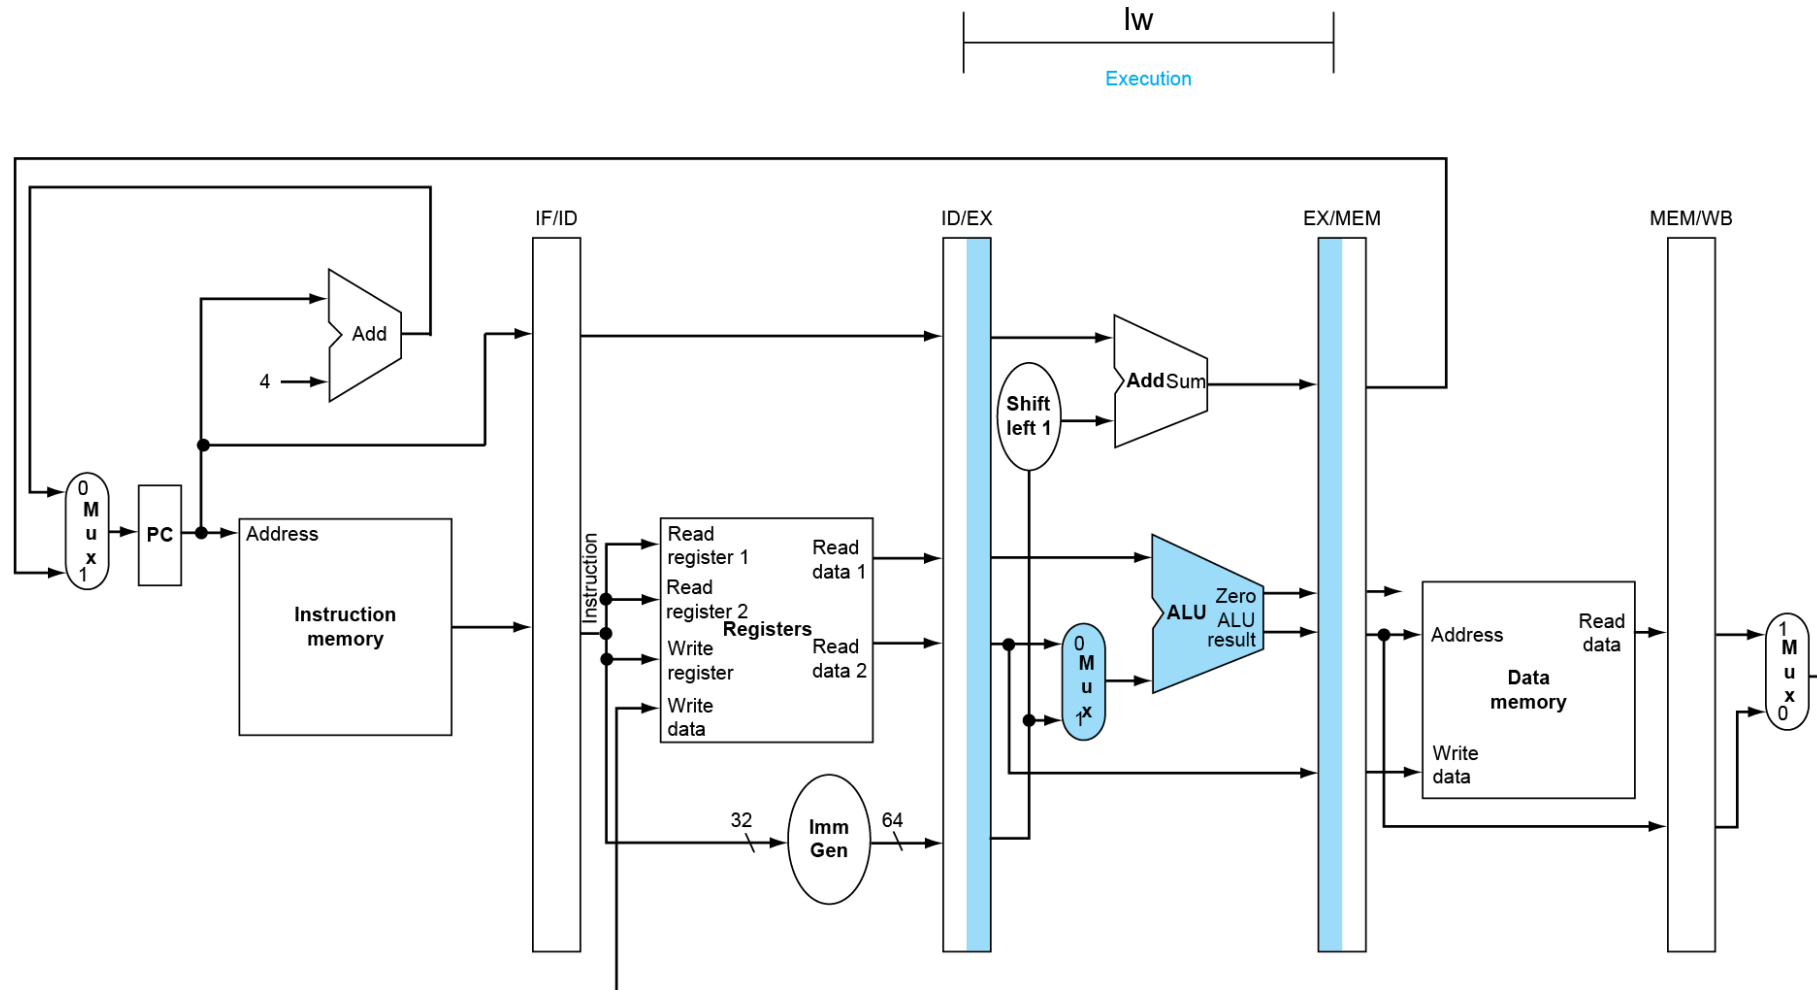 lw
Execution
IF/ID
ID/EX
EX/MEM
MEM/WB
Add
4
Add Sum
Shift
left 1
0
M
u
x
1
PC
Address
Instruction
memory
Instruction
Read
register 1
Read
register 2
Write
register
Write
data
Registers
Read
data 1
Read
data 2
32
Imm
Gen
64
0
M
u
x
1
ALU
Zero
ALU
result
Address
Read
data
Data
memory
Write
data
1
M
u
x
0